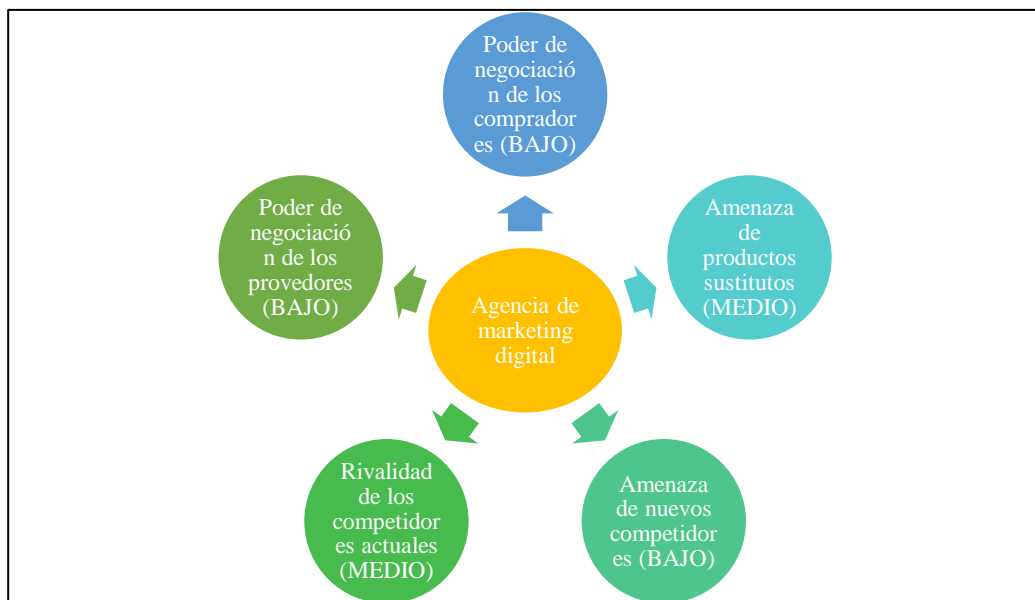 Poder de
negociació
n de los
comprador
es (BAJO)
Poder de
negociació
n de los
provedores
(BAJO)
Amenaza
de
productos
sustitutos
(MEDIO)
Agencia de
marketing
digital
Rivalidad
de los
competidor
es actuales
(MEDIO)
Amenaza
de nuevos
competidor
es (BAJO)